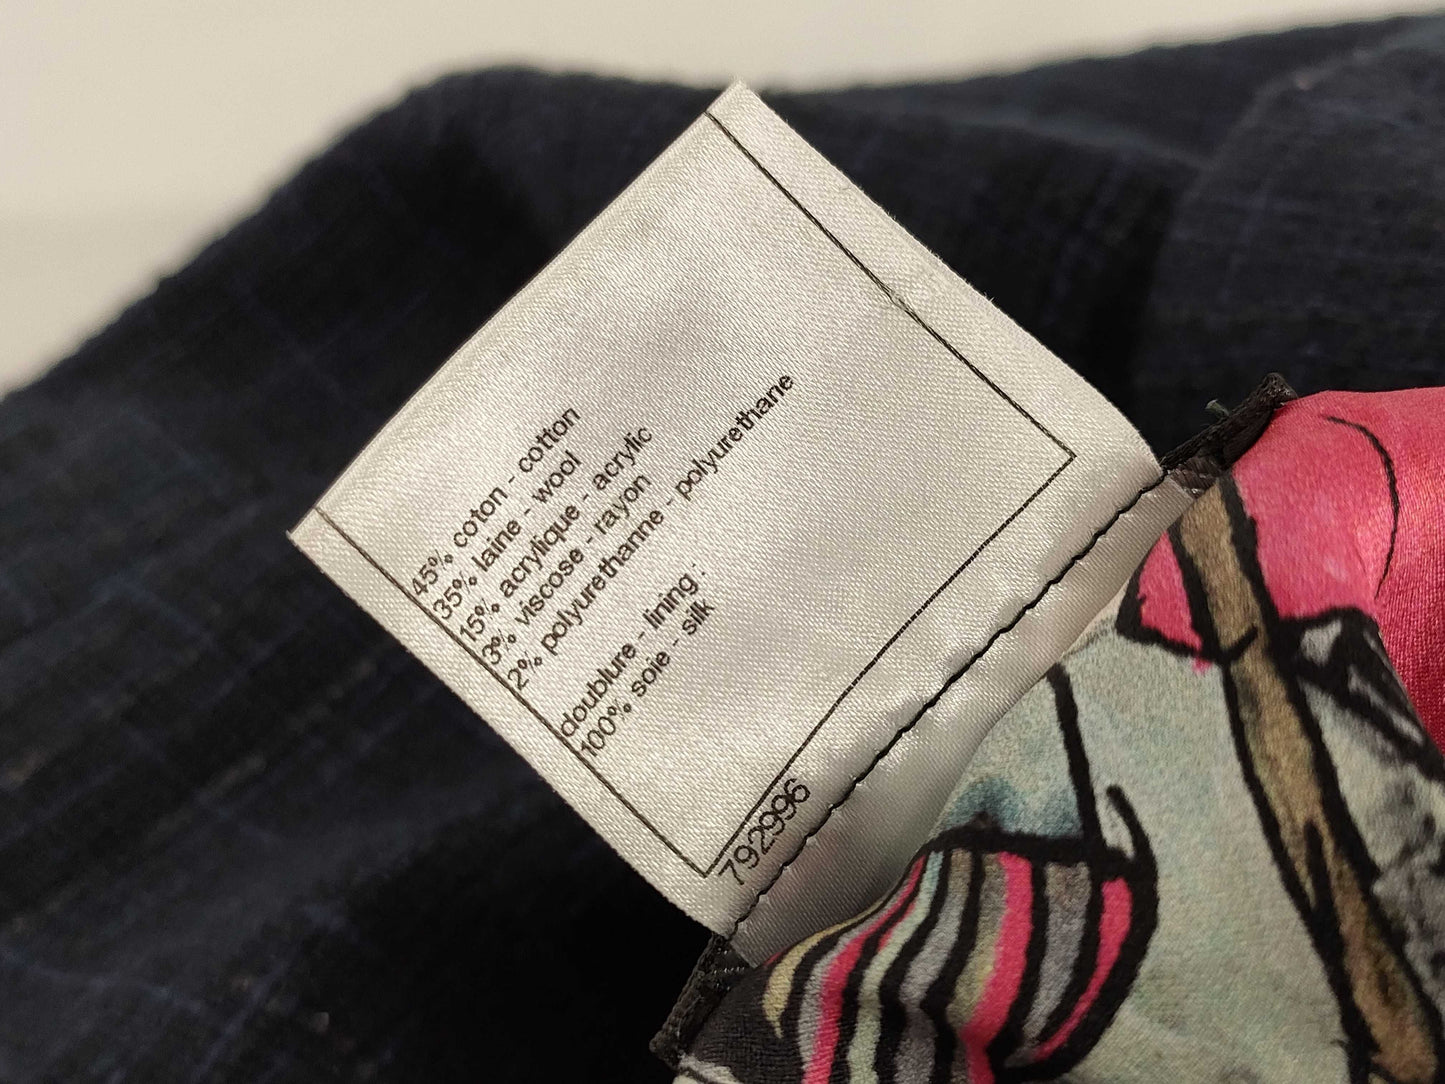 45% coton - cotton
35% laine - wool
15% acrylique - acrylic
3% viscose - rayon
2% polyuréthanne - polyurethane
doublure - lining :
100% soie - silk
792996